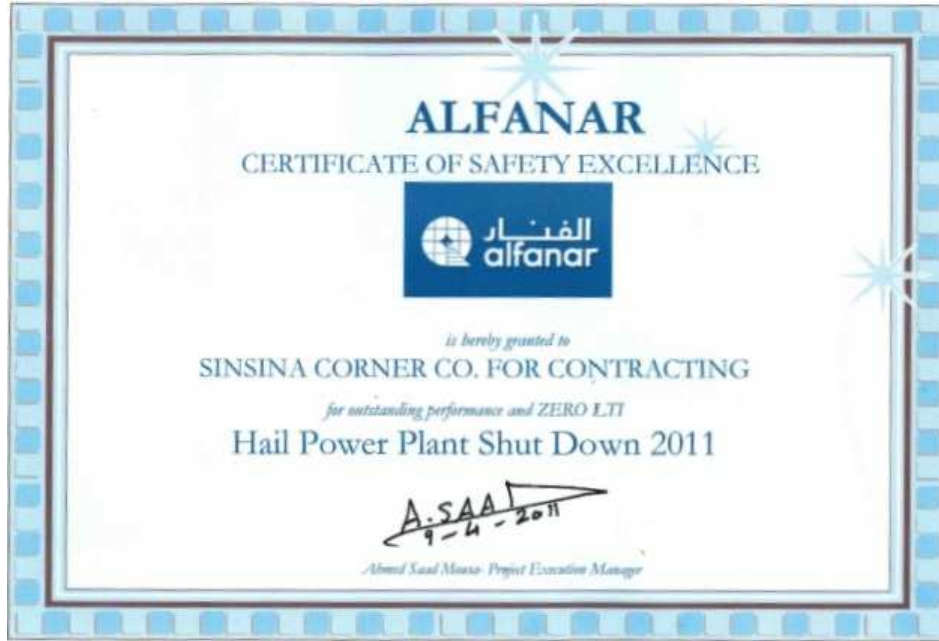 ALFANAR
CERTIFICATE OF SAFETY EXCELLENCE
الفنار
alfanar
is hereby granted to
SINSINA CORNER CO. FOR CONTRACTING
for outstanding performance and ZERO LTI
Hail Power Plant Shut Down 2011
A.SAAD
9-4-2011
Ahmed Saad Mousa- Project Execution Manager